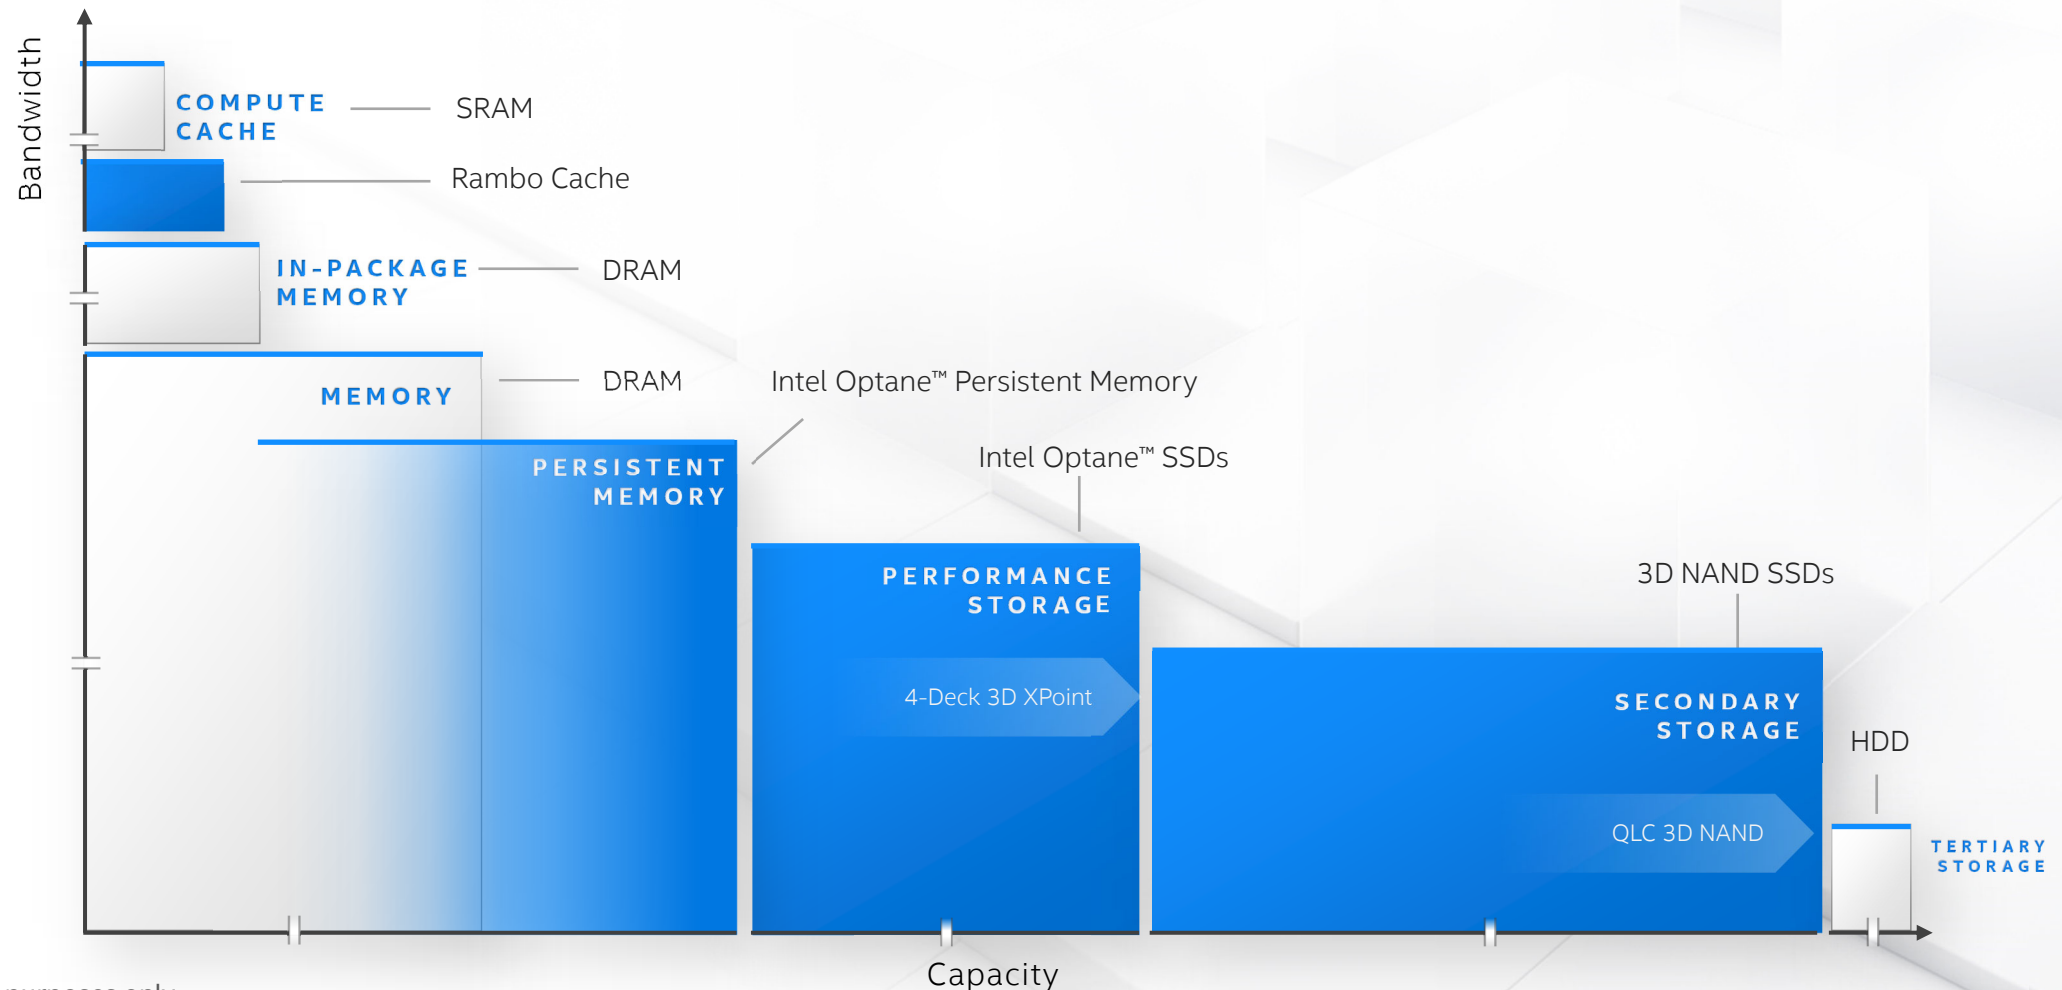 Bandwidth
COMPUTE
CACHE
SRAM
Rambo Cache
IN-PACKAGE
MEMORY
DRAM
MEMORY
DRAM
Intel Optane™ Persistent Memory
PERSISTENT
MEMORY
Intel Optane™ SSDs
PERFORMANCE
STORAGE
4-Deck 3D XPoint
3D NAND SSDs
SECONDARY
STORAGE
QLC 3D NAND
HDD
TERTIARY
STORAGE
Capacity
purposes only